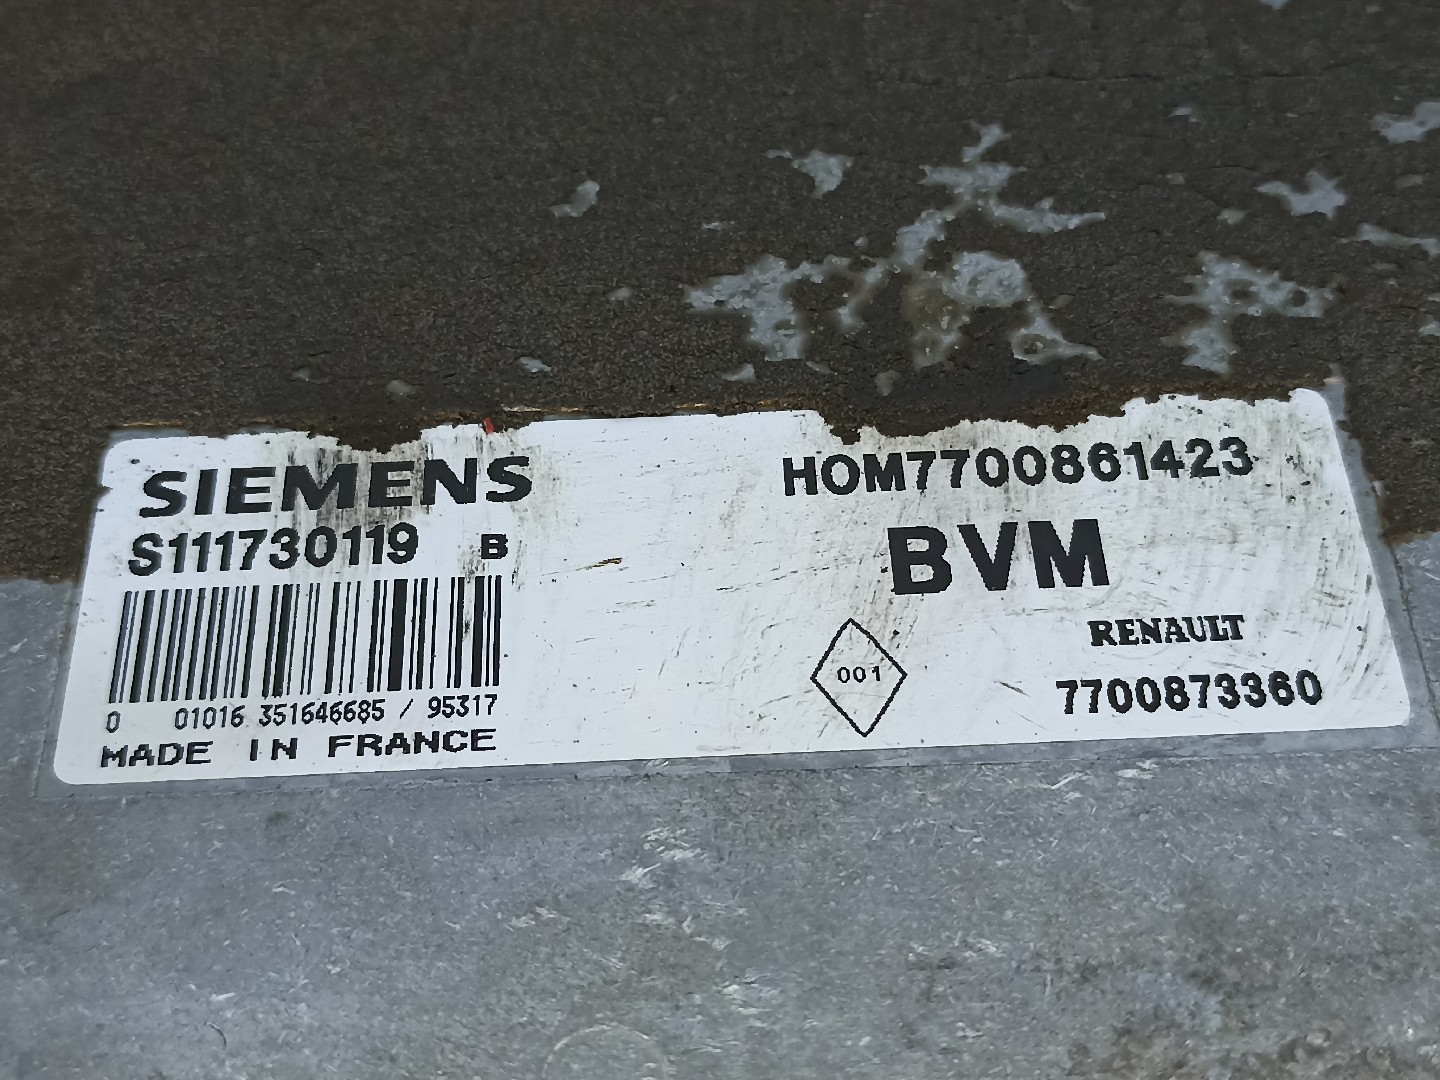 SIEMENS
S111730119 B
0 01016 351646685 / 95317
MADE IN FRANCE
HOM7700861423
BVM
001
RENAULT
7700873360